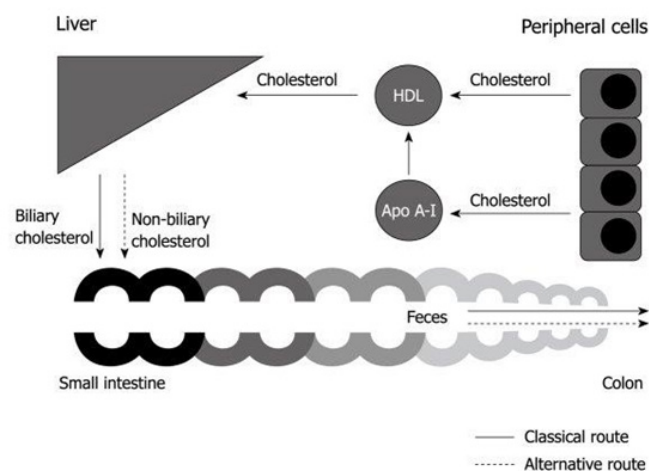 Liver
Peripheral cells
Cholesterol
HDL
Cholesterol
Apo A-I
Cholesterol
Biliary
cholesterol
Non-biliary
cholesterol
Feces
Small intestine
Colon
Classical route
Alternative route